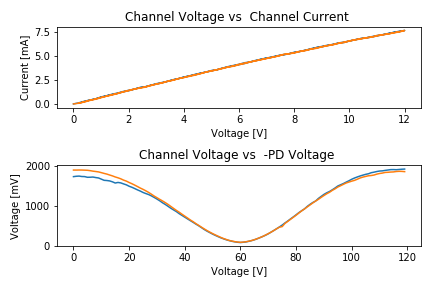 Channel Voltage vs  Channel Current
7.5
5.0
2.5
0.0
Current [mA]
0 2 4 6 8 10 12
Voltage [V]
Channel Voltage vs  -PD Voltage
2000
1000
0
Voltage [mV]
0 20 40 60 80 100 120
Voltage [V]